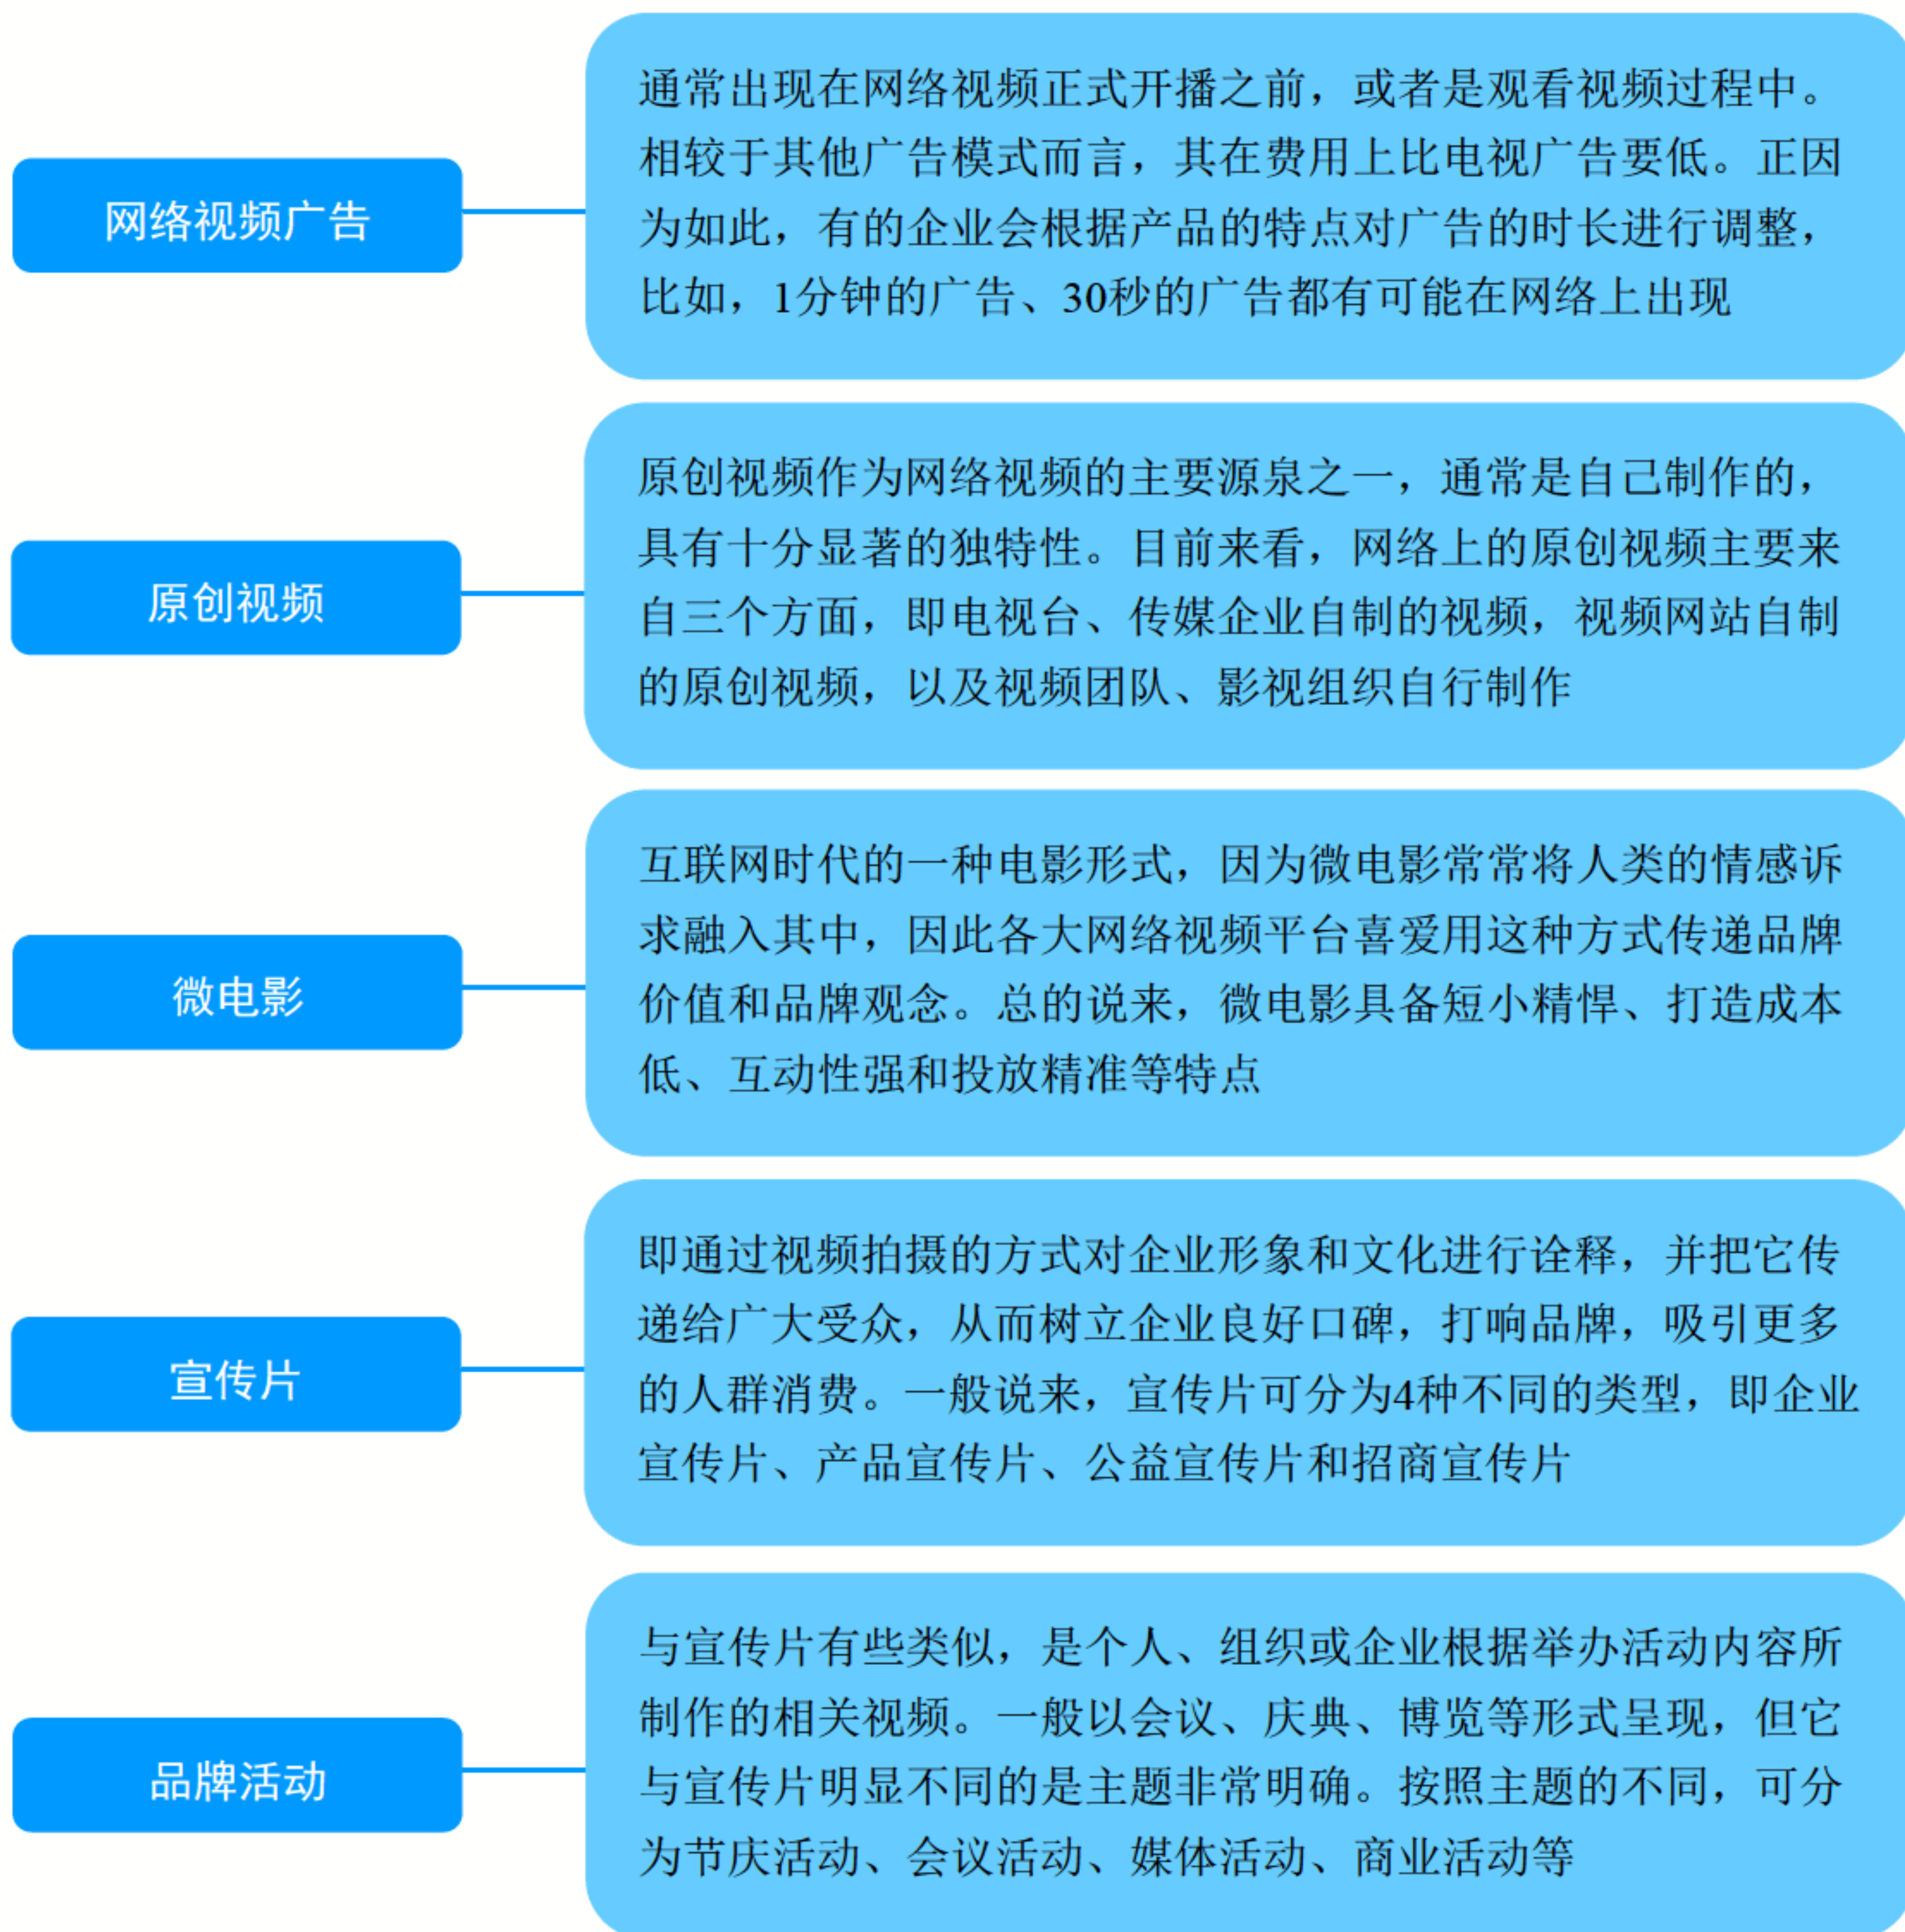 网络视频广告
通常出现在网络视频正式开播之前，或者是观看视频过程中。
相较于其他广告模式而言，其在费用上比电视广告要低。正因
为如此，有的企业会根据产品的特点对广告的时长进行调整，
比如，1分钟的广告、30秒的广告都有可能在网络上出现
原创视频
原创视频作为网络视频的主要源泉之一，通常是自己制作的，
具有十分显著的独特性。目前来看，网络上的原创视频主要来
自三个方面，即电视台、传媒企业自制的视频，视频网站自制
的原创视频，以及视频团队、影视组织自行制作
微电影
互联网时代的一种电影形式，因为微电影常常将人类的情感诉
求融入其中，因此各大网络视频平台喜爱用这种方式传递品牌
价值和品牌观念。总的说来，微电影具备短小精悍、打造成本
低、互动性强和投放精准等特点
宣传片
即通过视频拍摄的方式对企业形象和文化进行诠释，并把它传
递给广大受众，从而树立企业良好口碑，打响品牌，吸引更多
的人群消费。一般说来，宣传片可分为4种不同的类型，即企业
宣传片、产品宣传片、公益宣传片和招商宣传片
品牌活动
与宣传片有些类似，是个人、组织或企业根据举办活动内容所
制作的相关视频。一般以会议、庆典、博览等形式呈现，但它
与宣传片明显不同的是主题非常明确。按照主题的不同，可分
为节庆活动、会议活动、媒体活动、商业活动等